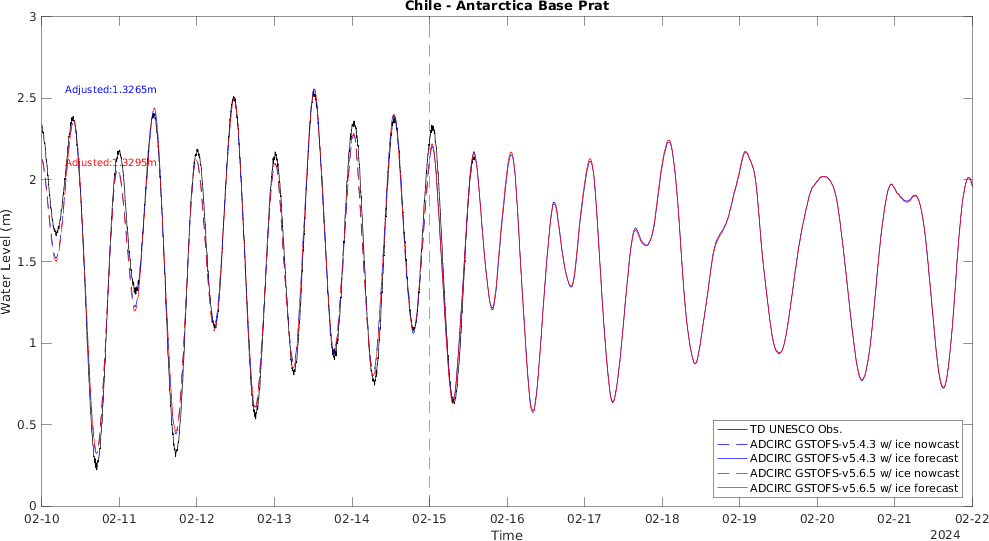 Chile - Antarctica Base Prat
3
2.5
2
1.5
1
0.5
0
Water Level (m)
Adjusted:1.3265m
Adjusted:1.3295m
TD UNESCO Obs.
ADCIRC GSTOFS-v5.4.3 w/ ice nowcast
ADCIRC GSTOFS-v5.4.3 w/ ice forecast
ADCIRC GSTOFS-v5.6.5 w/ ice nowcast
ADCIRC GSTOFS-v5.6.5 w/ ice forecast
02-10 02-11 02-12 02-13 02-14 02-15 02-16 02-17 02-18 02-19 02-20 02-21 02-22
Time
2024